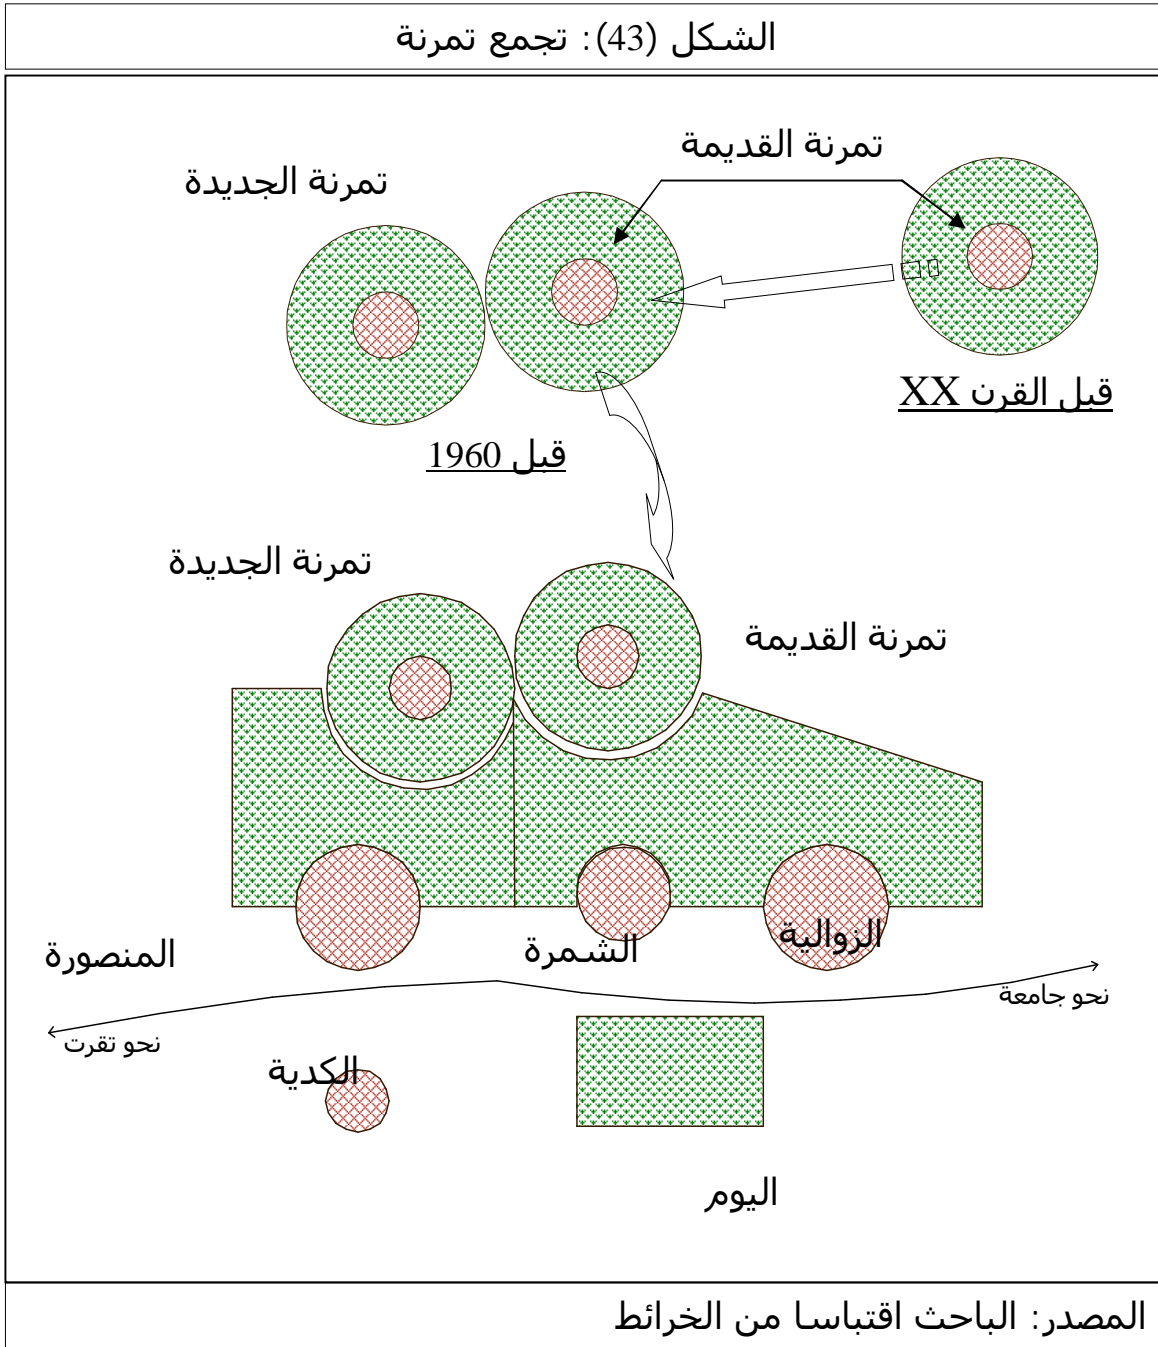 الشكل (43): تجمع تمرنة
تمرنة القديمة
تمرنة الجديدة
قبل القرن XX
قبل 1960
تمرنة الجديدة
تمرنة القديمة
الزوالية
الشمرة
المنصورة
نحو جامعة
نحو تقرت
الكدية
اليوم
المصدر: الباحث اقتباسا من الخرائط